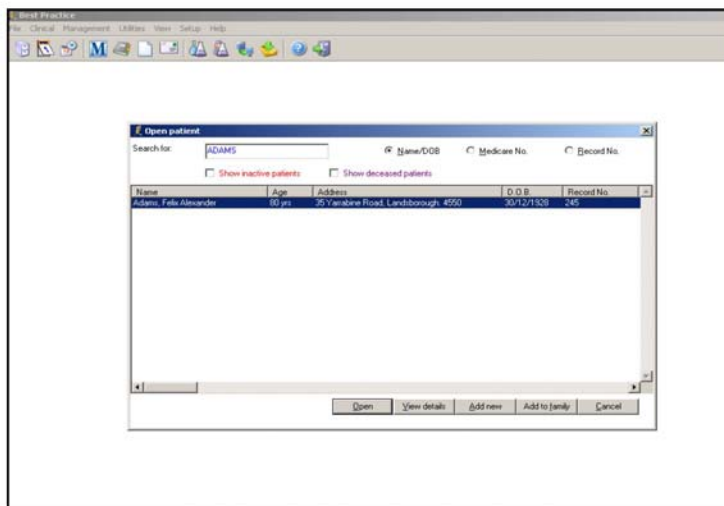 Best Practice
File Clinical Management Utilities View Setup Help
M
Open patient
Search for: ADAMS Name/DOB Medicare No. Record No.
Show inactive patients Show deceased patients
Name Age Address D.O.B. Record No.
Adams, Felix Alexander 80 yrs 35 Yarrabine Road, Landsborough. 4550 30/12/1928 245
Open View details Add new Add to family Cancel